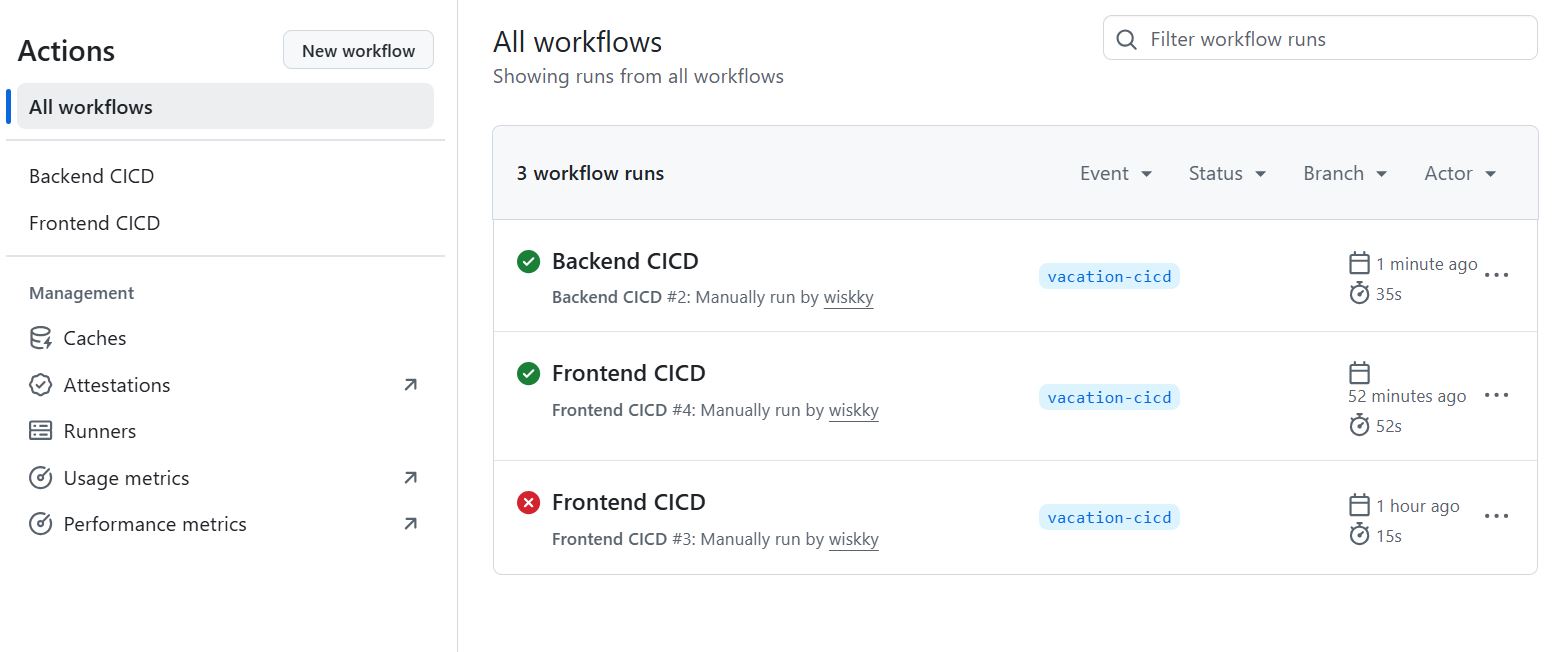 Actions
New workflow
All workflows
Backend CICD
Frontend CICD
Management
Caches
Attestations
Runners
Usage metrics
Performance metrics
All workflows
Showing runs from all workflows
Filter workflow runs
3 workflow runs
Event Status Branch Actor
Backend CICD
Backend CICD #2: Manually run by wiskky
vacation-cicd
1 minute ago
35s
Frontend CICD
Frontend CICD #4: Manually run by wiskky
vacation-cicd
52 minutes ago
52s
Frontend CICD
Frontend CICD #3: Manually run by wiskky
vacation-cicd
1 hour ago
15s